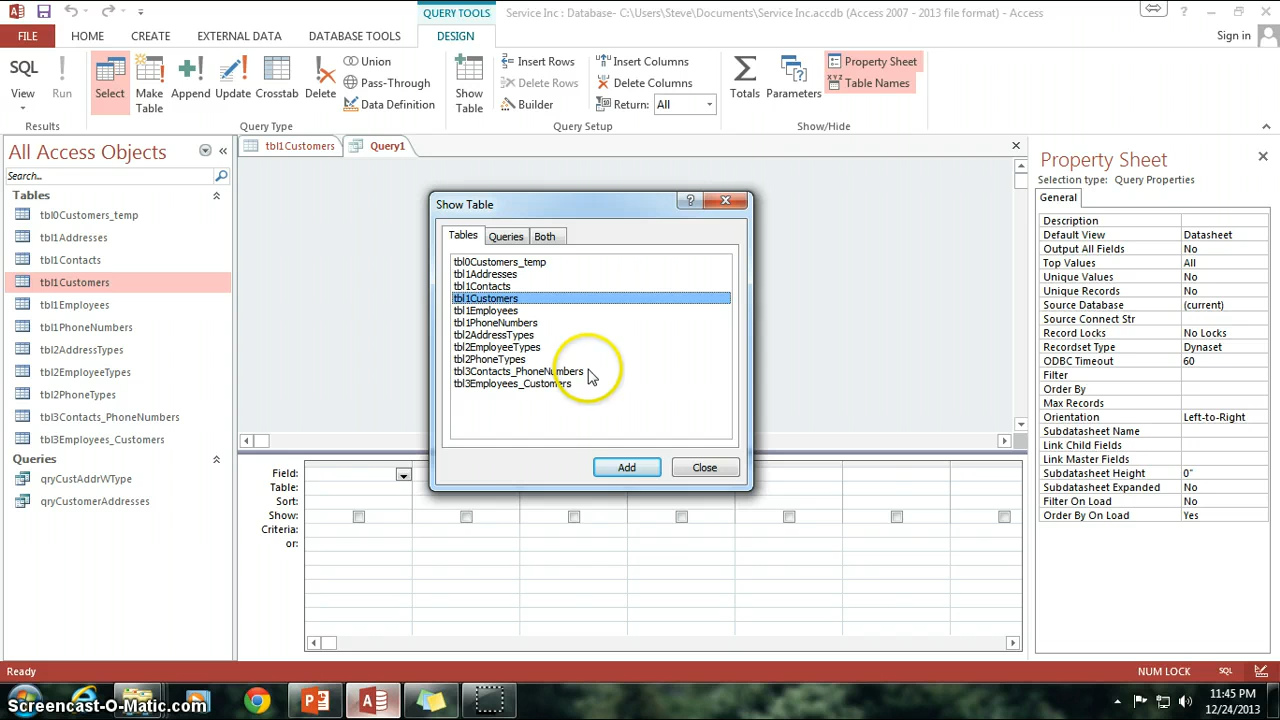 QUERY TOOLS
Service Inc : Database- C:\Users\Steve\Documents\Service Inc.accdb (Access 2007 - 2013 file format) - Access
FILE HOME CREATE EXTERNAL DATA DATABASE TOOLS DESIGN Sign in
SQL
View
Run
Results
Select
Make
Table
Append
Update
Crosstab
Delete
Union
Pass-Through
Data Definition
Query Type
Show
Table
Insert Rows
Delete Rows
Builder
Insert Columns
Delete Columns
Return: All
Query Setup
Totals
Parameters
Property Sheet
Table Names
Show/Hide
All Access Objects
Search...
Tables
tbl0Customers_temp
tbl1Addresses
tbl1Contacts
tbl1Customers
tbl1Employees
tbl1PhoneNumbers
tbl2AddressTypes
tbl2EmployeeTypes
tbl2PhoneTypes
tbl3Contacts_PhoneNumbers
tbl3Employees_Customers
Queries
qryCustAddrWType
qryCustomerAddresses
tbl1Customers
Query1
Show Table
Tables Queries Both
tbl0Customers_temp
tbl1Addresses
tbl1Contacts
tbl1Customers
tbl1Employees
tbl1PhoneNumbers
tbl2AddressTypes
tbl2EmployeeTypes
tbl2PhoneTypes
tbl3Contacts_PhoneNumbers
tbl3Employees_Customers
Add Close
Field:
Table:
Sort:
Show:
Criteria:
or:
Property Sheet
Selection type: Query Properties
General
Description
Default View Datasheet
Output All Fields No
Top Values All
Unique Values No
Unique Records No
Source Database (current)
Source Connect Str
Record Locks No Locks
Recordset Type Dynaset
ODBC Timeout 60
Filter
Order By
Max Records
Orientation Left-to-Right
Subdatasheet Name
Link Child Fields
Link Master Fields
Subdatasheet Height 0"
Subdatasheet Expanded No
Filter On Load No
Order By On Load Yes
Ready
NUM LOCK SQL
Screencast-O-Matic.com
11:45 PM
12/24/2013